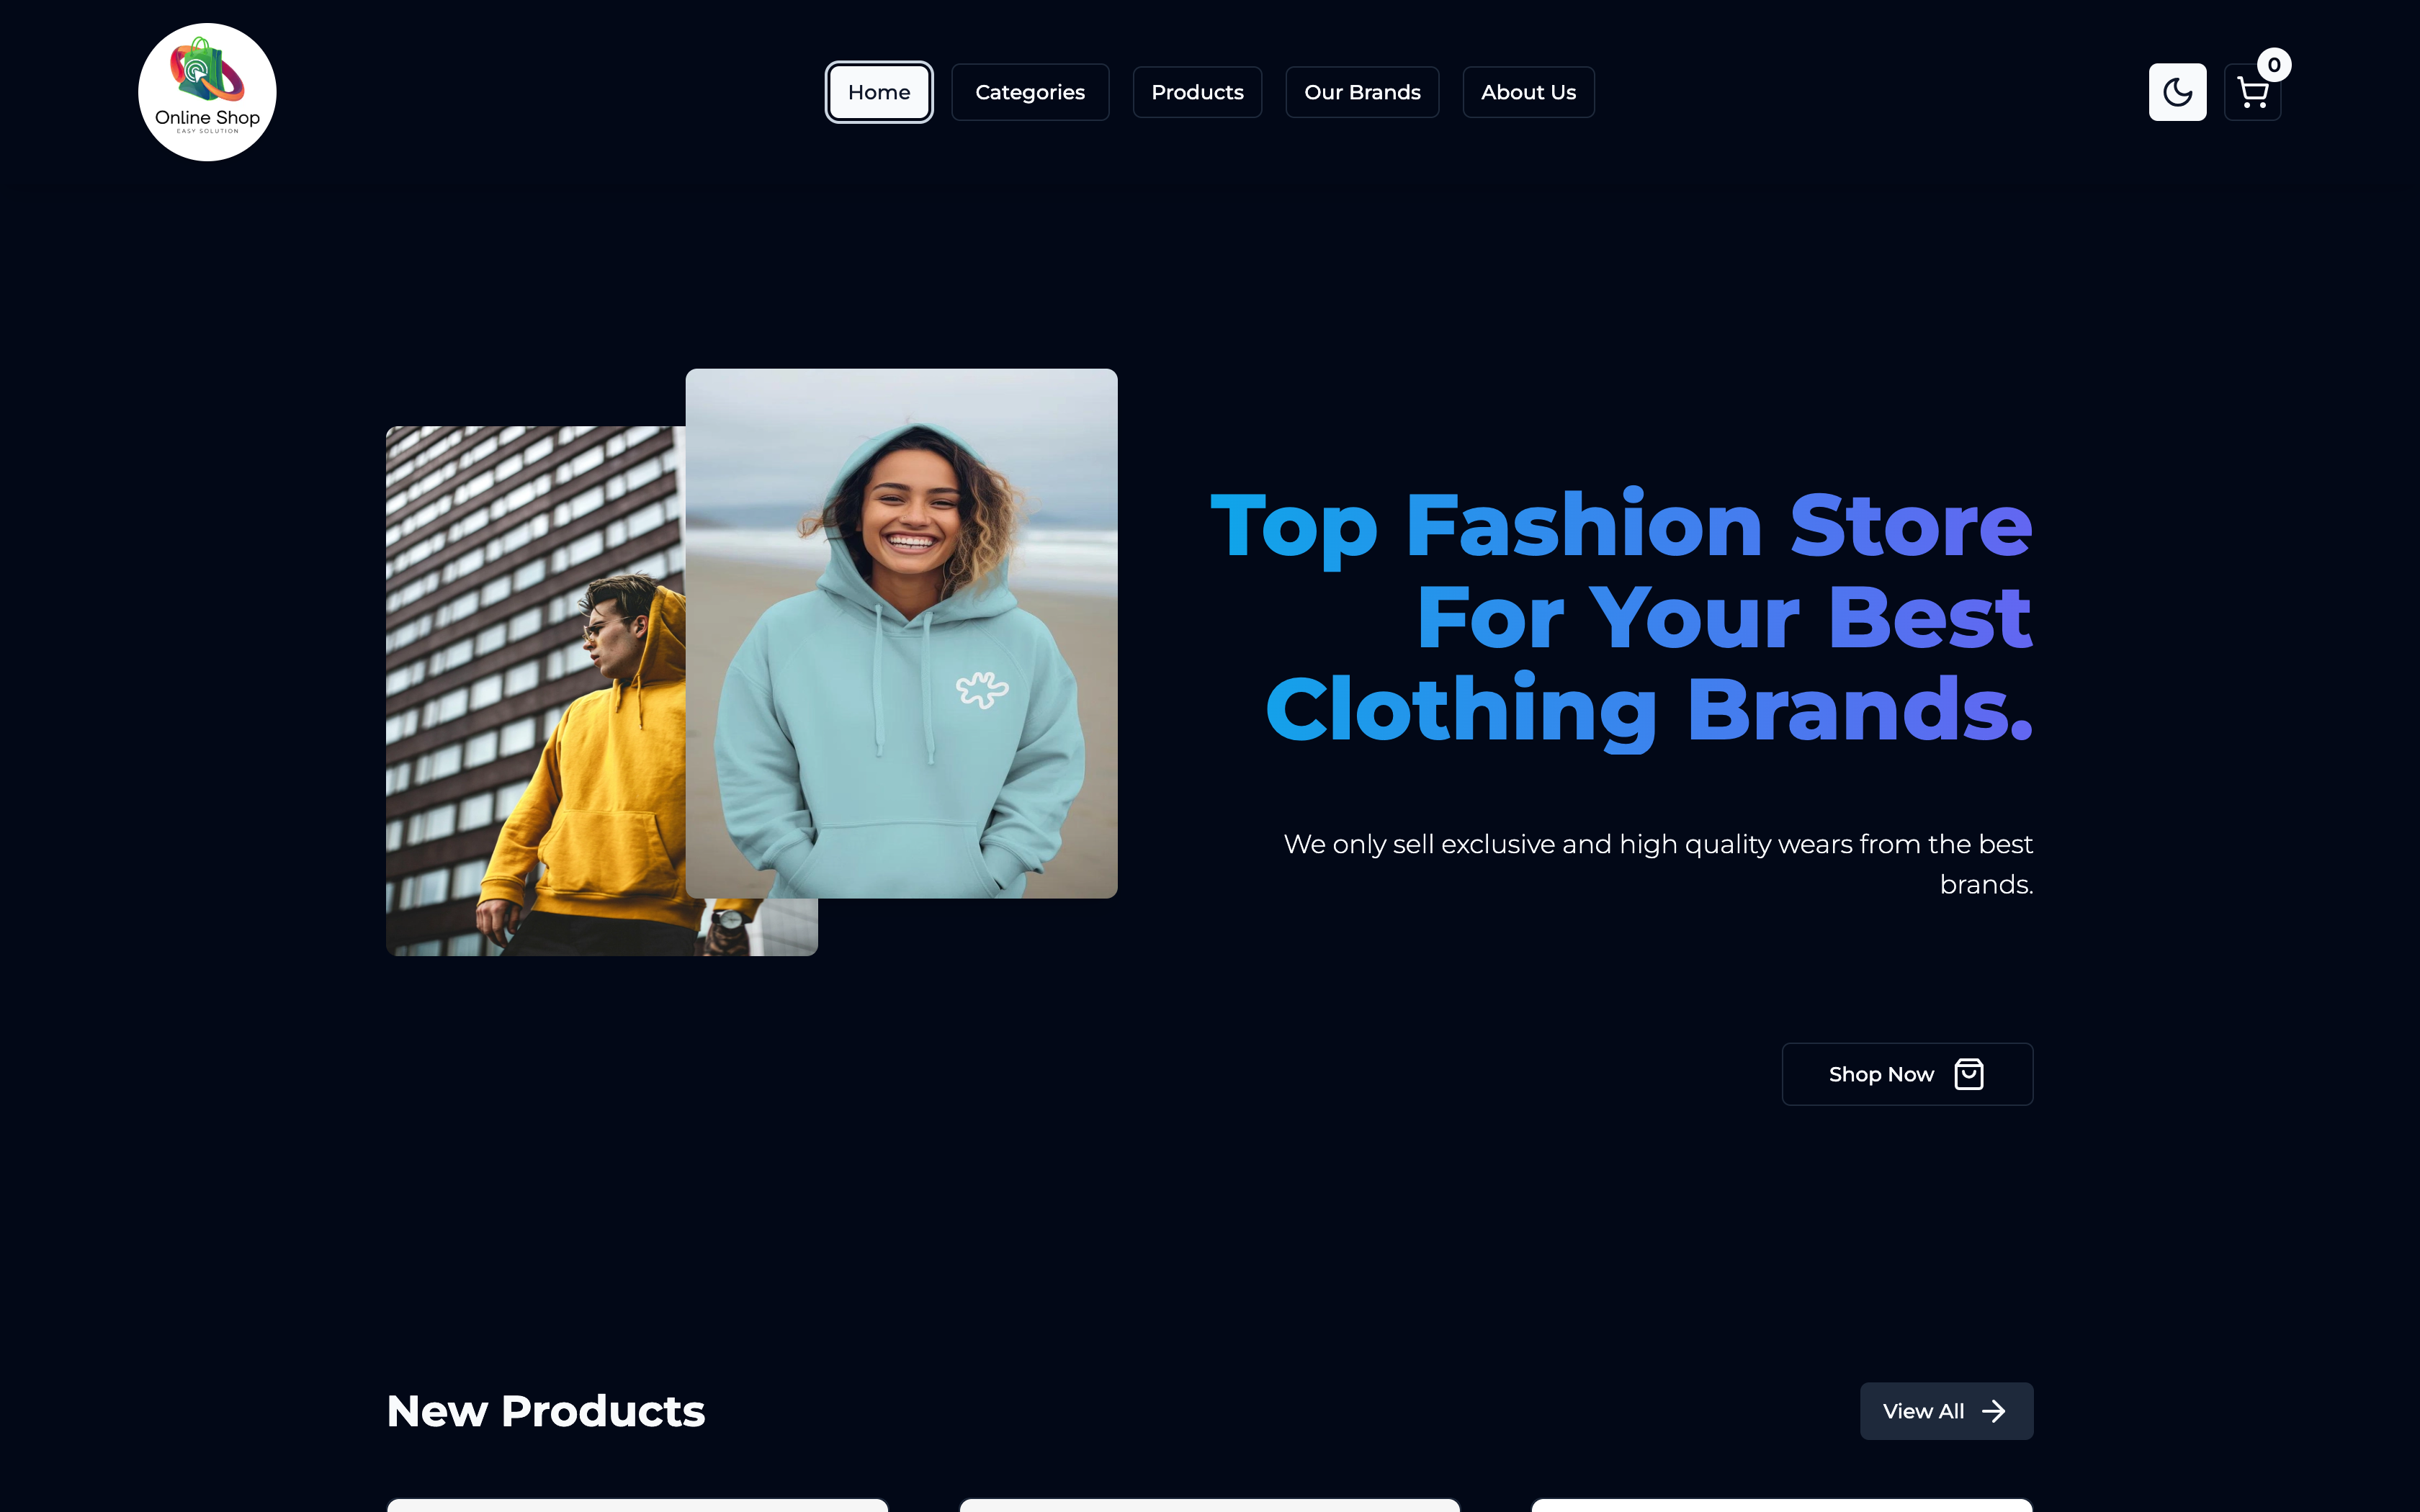 Online Shop
EASY SOLUTION
Home
Categories
Products
Our Brands
About Us
0
Top Fashion Store
For Your Best
Clothing Brands.
We only sell exclusive and high quality wears from the best
brands.
Shop Now
New Products
View All